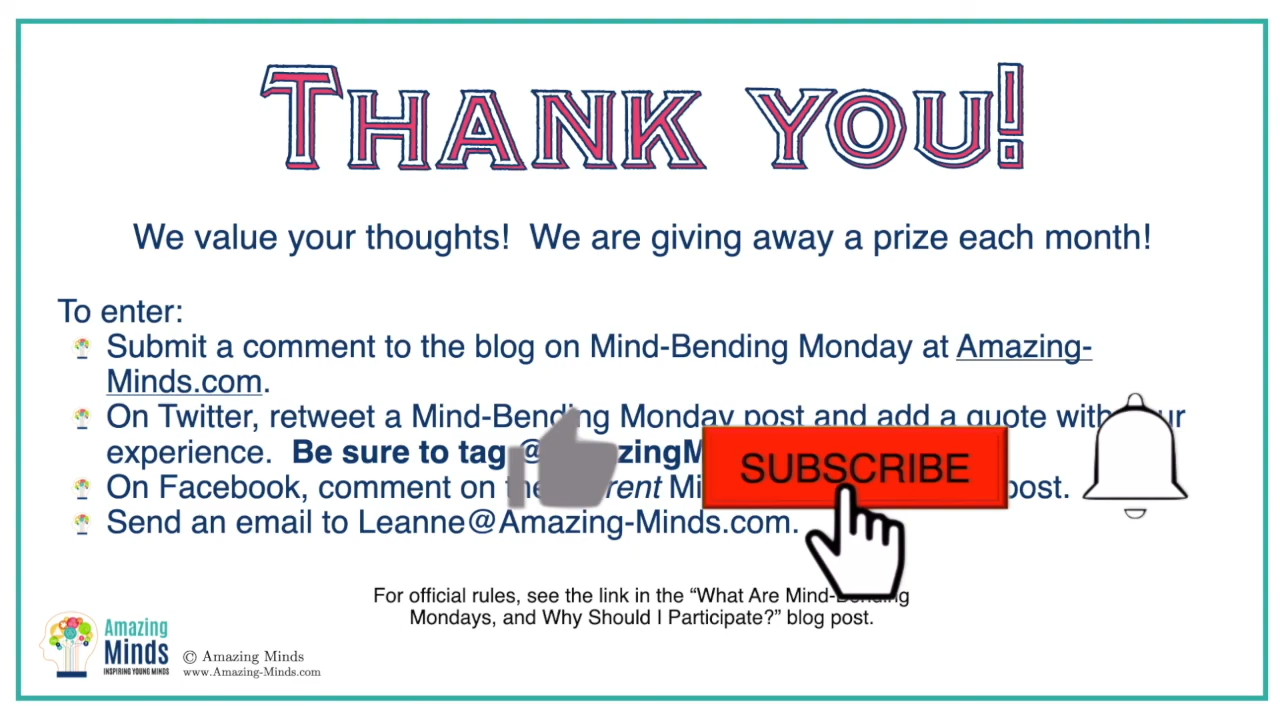 THANK YOU!
We value your thoughts! We are giving away a prize each month!
To enter:
Submit a comment to the blog on Mind-Bending Monday at Amazing-
Minds.com.
On Twitter, retweet a Mind-Bending Monday post and add a quote with
experience. Be sure to tag
On Facebook, comment on the post.
Send an email to Leanne@Amazing-Minds.com.
SUBSCRIBE
For official rules, see the link in the “What Are Mind-Bending
Mondays, and Why Should I Participate?” blog post.
Amazing
Minds
INSPIRING YOUNG MINDS
© Amazing Minds
www.Amazing-Minds.com